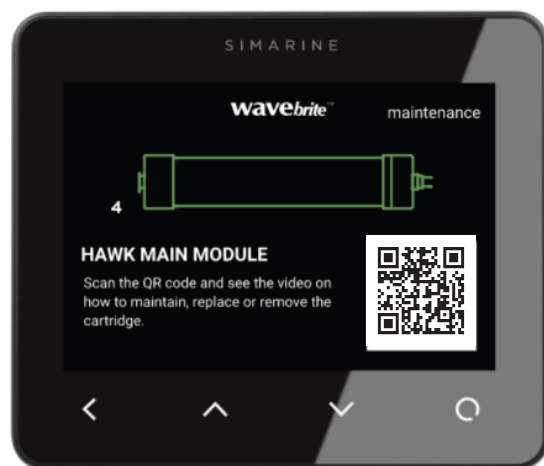 SIMARINE
wavebrite™
maintenance
4
HAWK MAIN MODULE
Scan the QR code and see the video on
how to maintain, replace or remove the
cartridge.